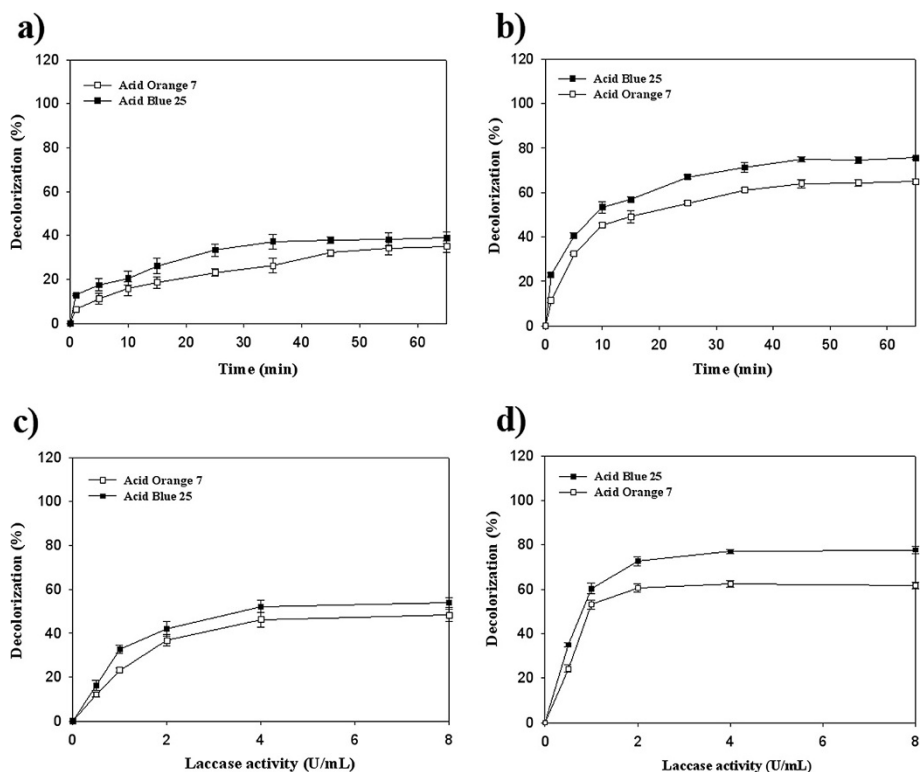 a)
Decolorization (%)
120
100
80
60
40
20
0
Acid Orange 7
Acid Blue 25
0 10 20 30 40 50 60
Time (min)
b)
Decolorization (%)
120
100
80
60
40
20
0
Acid Blue 25
Acid Orange 7
0 10 20 30 40 50 60
Time (min)
c)
Decolorization (%)
120
100
80
60
40
20
0
Acid Orange 7
Acid Blue 25
0 2 4 6 8
Laccase activity (U/mL)
d)
Decolorization (%)
120
100
80
60
40
20
0
Acid Blue 25
Acid Orange 7
0 2 4 6 8
Laccase activity (U/mL)